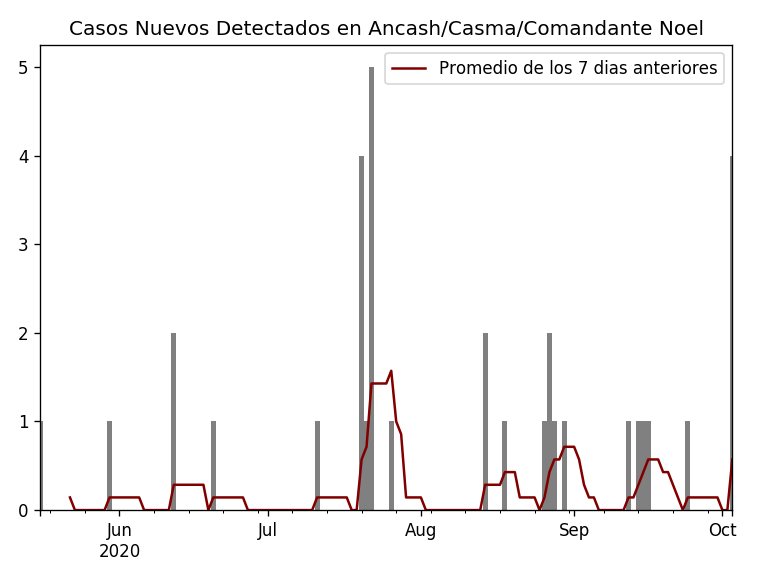 Casos Nuevos Detectados en Ancash/Casma/Comandante Noel
Promedio de los 7 dias anteriores
5
4
3
2
1
0
Jun
2020
Jul
Aug
Sep
Oct